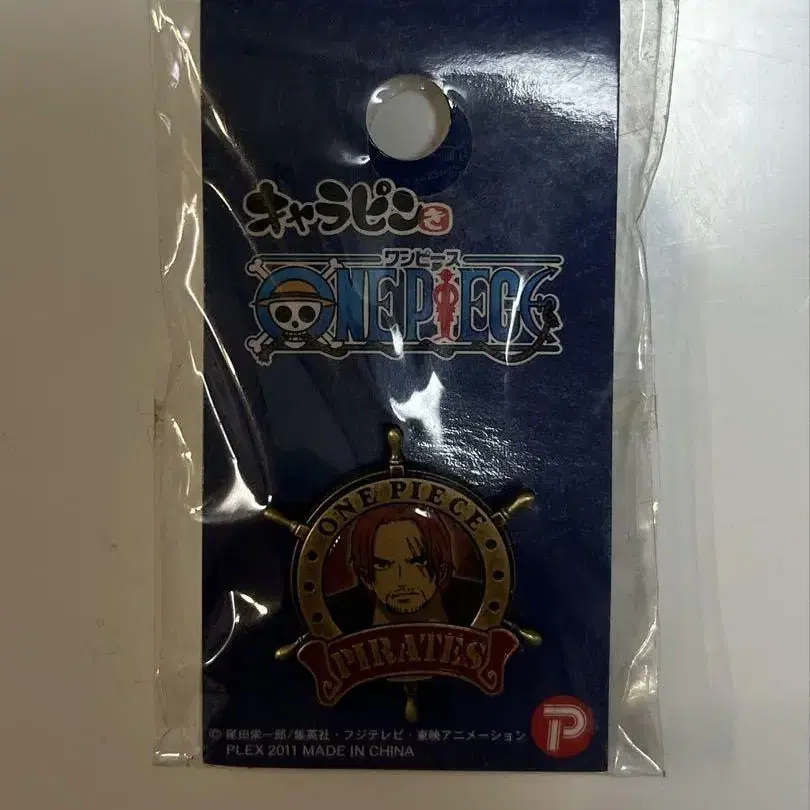 キャラピンき
ワンピース
ONE PIECE
ONE PIECE
PIRATES
© 尾田栄一郎/集英社・フジテレビ・東映アニメーション
PLEX 2011 MADE IN CHINA
P